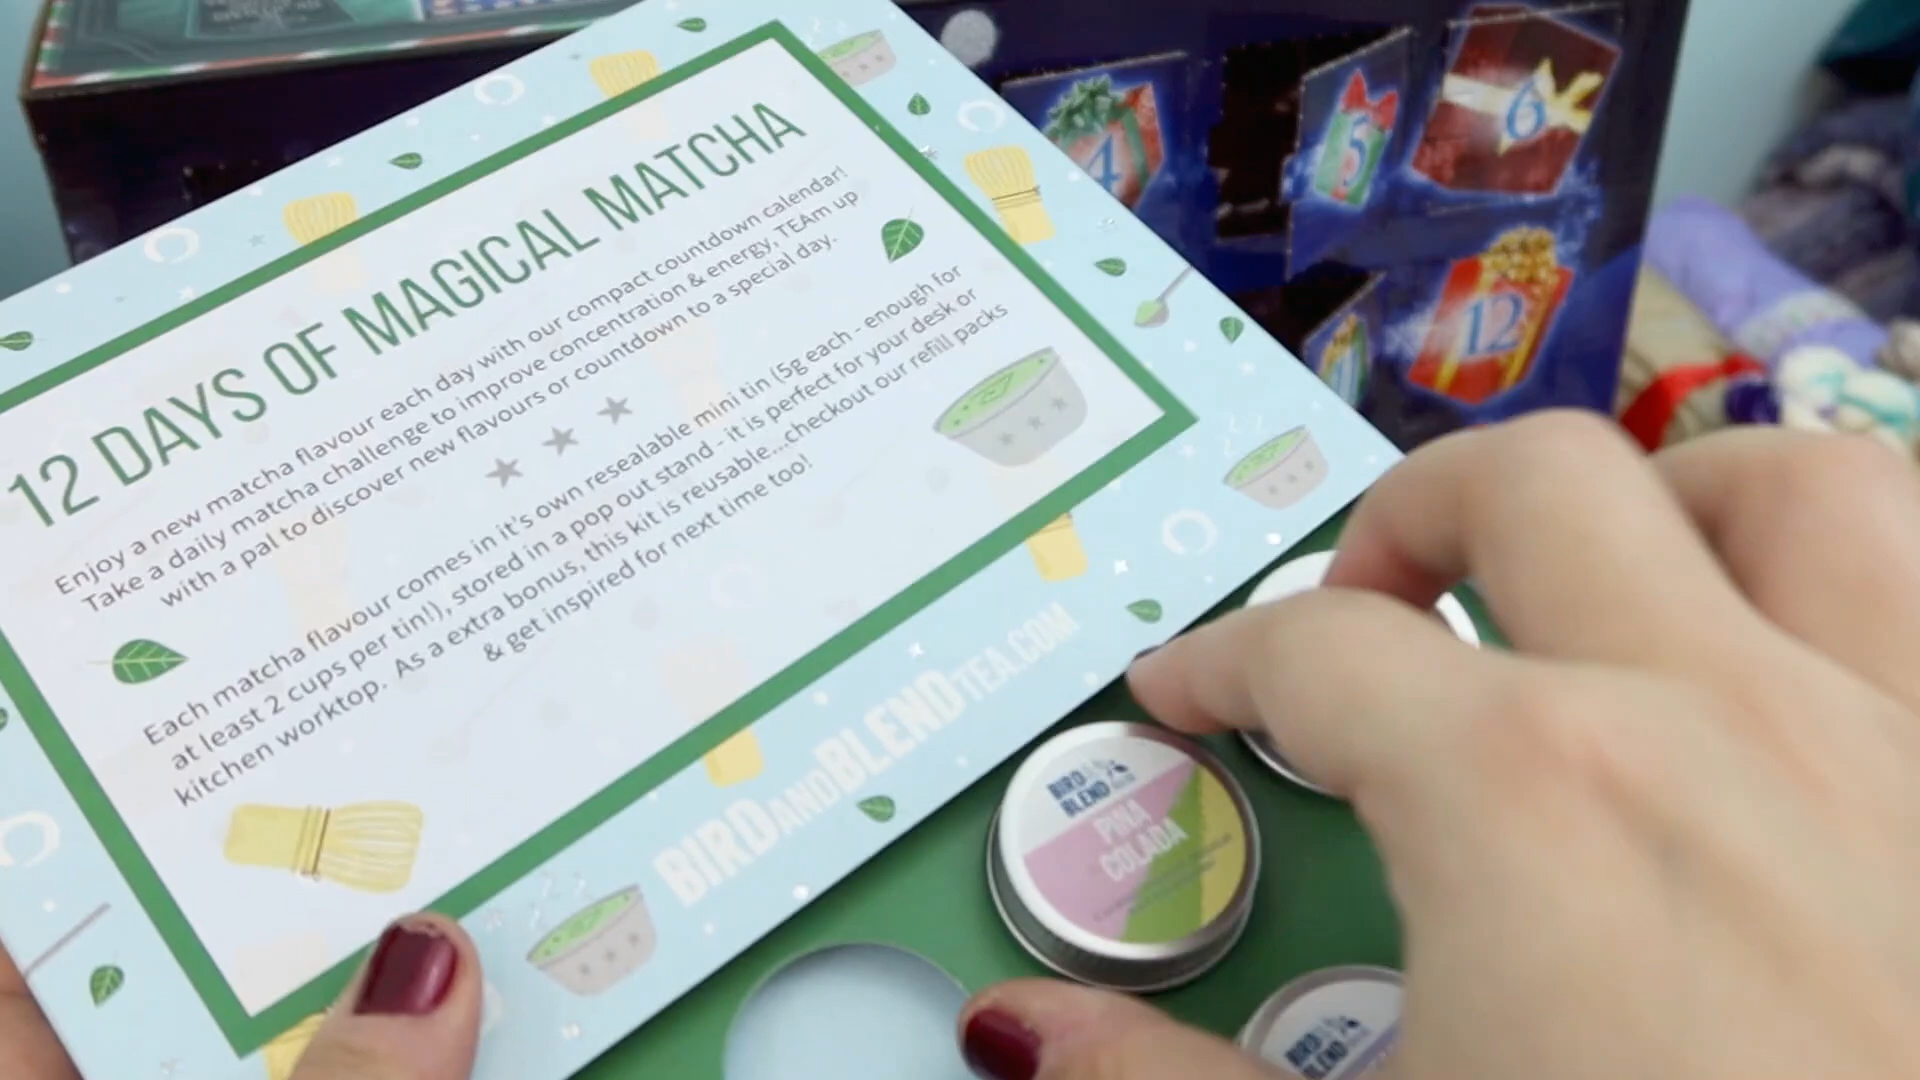 12 DAYS OF MAGICAL MATCHA
Enjoy a new matcha flavour each day with our compact countdown calendar!
Take a daily matcha challenge to improve concentration & energy, TEAm up
with a pal to discover new flavours or countdown to a special day.
Each matcha flavour comes in it's own resealable mini tin (5g each - enough for
at least 2 cups per tin!), stored in a pop out stand - it is perfect for your desk or
kitchen worktop. As a extra bonus, this kit is reusable...checkout our refill packs
& get inspired for next time too!
BIRDANDBLENDTEA.COM
4
5
6
12
BIRD
BLEND
PINA
COLADA
BIRD
BLEND